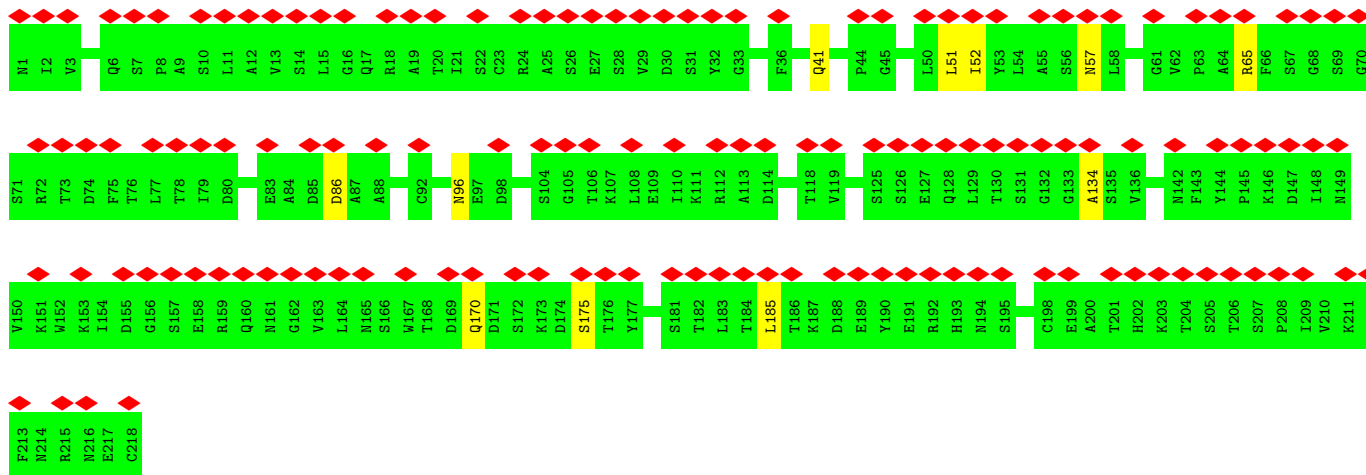 N1 I2 V3 Q6 S7 P8 A9 S10 L11 A12 V13 S14 L15 G16 Q17 R18 A19 T20 I21 S22 C23 R24 A25 S26 E27 S28 V29 D30 S31 Y32 G33 F36 Q41 P44 G45 L50 L51 I52 Y53 L54 A55 S56 N57 L58 G61 V62 P63 A64 R65 F66 S67 G68 S69 G70
S71 R72 T73 D74 F75 T76 L77 T78 I79 D80 E83 A84 D85 D86 A87 A88 C92 N96 E97 D98 S104 G105 T106 K107 L108 E109 I110 K111 R112 A113 D114 T118 V119 S125 S126 E127 Q128 L129 T130 S131 G132 G133 A134 S135 V136 N142 F143 Y144 P145 K146 D147 I148 N149
V150 K151 W152 K153 I154 D155 G156 S157 E158 R159 Q160 N161 G162 V163 L164 N165 S166 W167 T168 D169 Q170 D171 S172 K173 D174 S175 T176 Y177 S181 T182 L183 T184 L185 T186 K187 D188 E189 Y190 E191 R192 H193 N194 S195 C198 E199 A200 T201 H202 K203 T204 S205 T206 S207 P208 I209 V210 K211
F213 N214 R215 N216 E217 C218